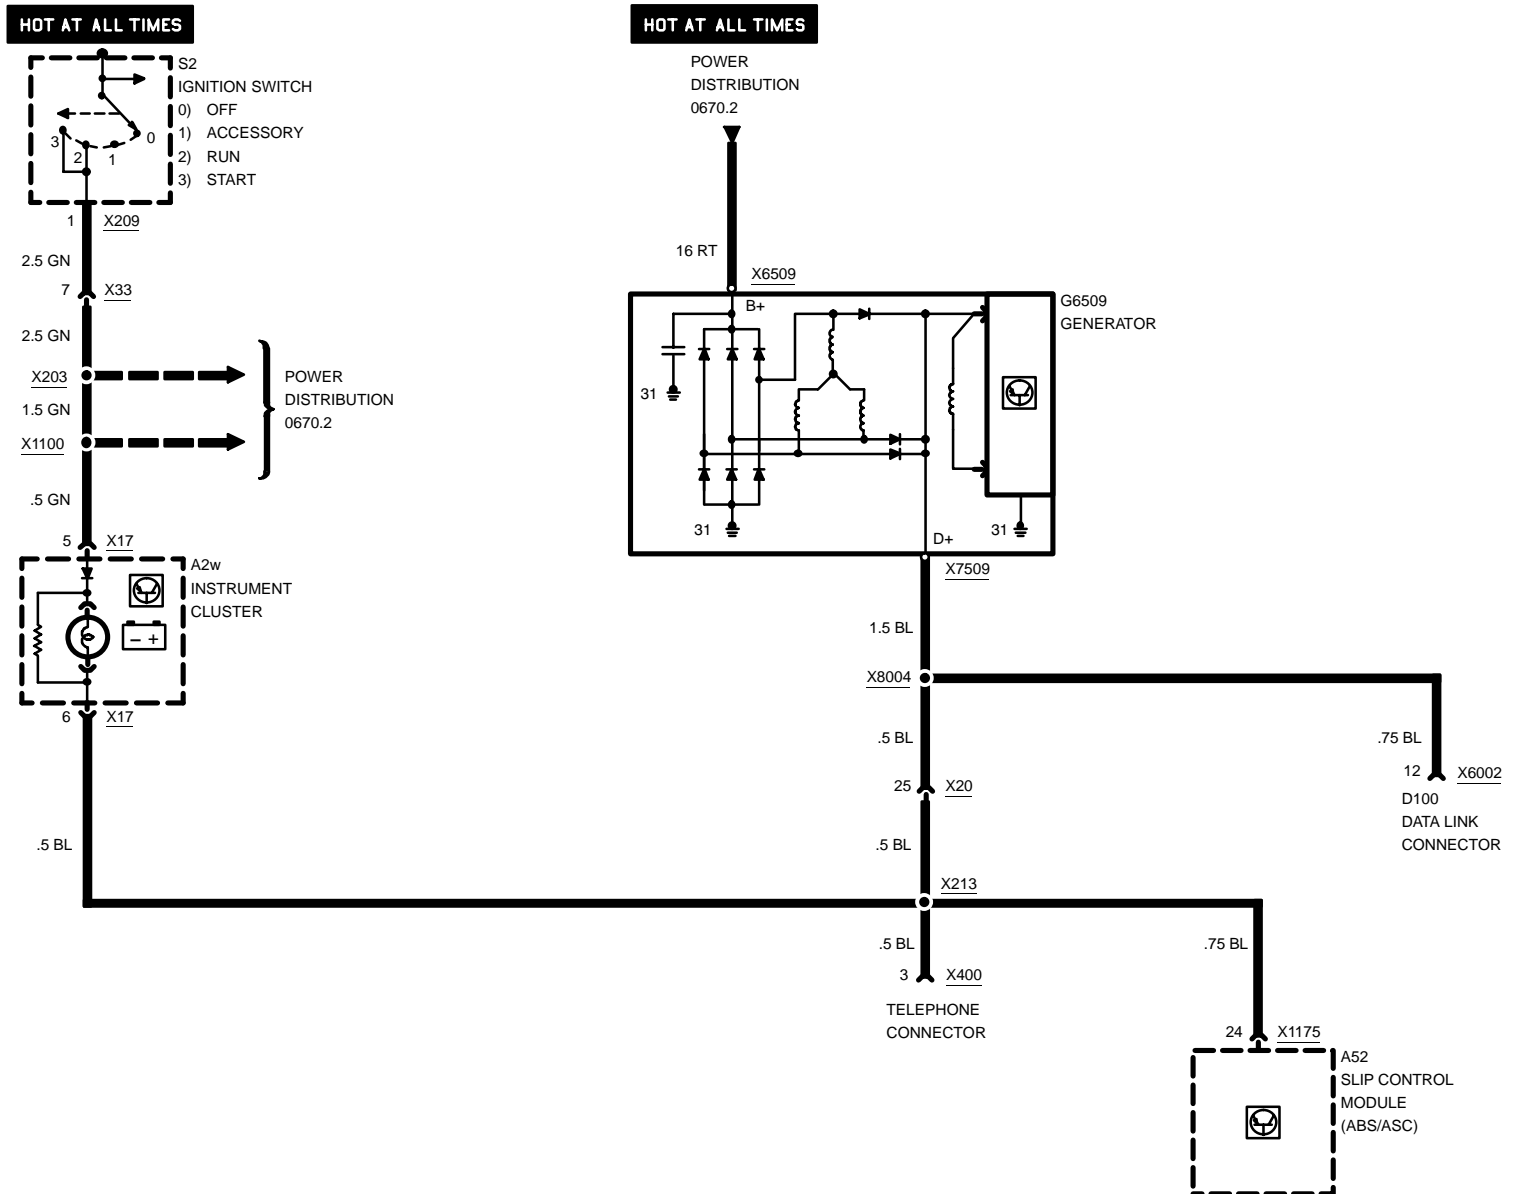 HOT AT ALL TIMES
S2
IGNITION SWITCH
0) OFF
1) ACCESSORY
2) RUN
3) START
3
2
1
0
1 X209
2.5 GN
7 X33
2.5 GN
X203
1.5 GN
X1100
.5 GN
POWER
DISTRIBUTION
0670.2
5 X17
A2w
INSTRUMENT
CLUSTER
– +
6 X17
.5 BL
HOT AT ALL TIMES
POWER
DISTRIBUTION
0670.2
16 RT
X6509
B+
G6509
GENERATOR
31
31
31
D+
X7509
1.5 BL
X8004
.5 BL
.75 BL
25 X20
12 X6002
D100
DATA LINK
CONNECTOR
.5 BL
X213
.5 BL
.75 BL
3 X400
TELEPHONE
CONNECTOR
24 X1175
A52
SLIP CONTROL
MODULE
(ABS/ASC)